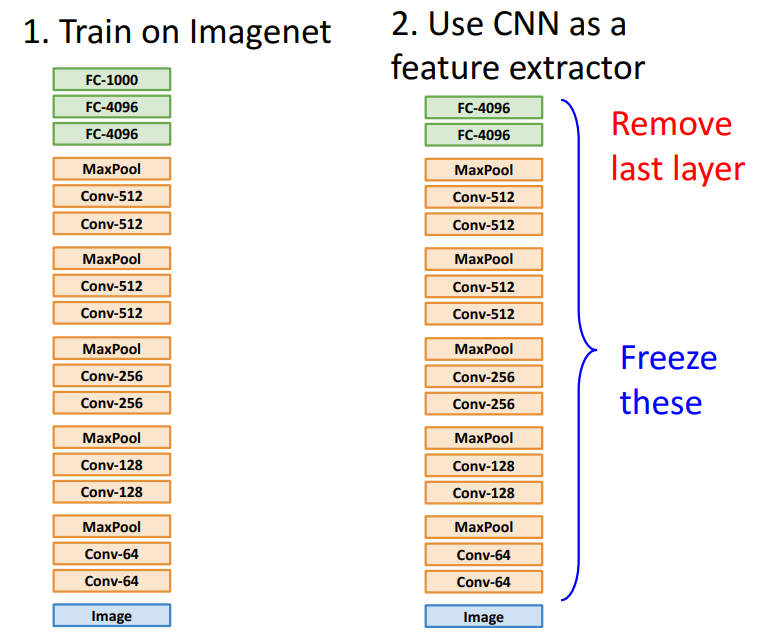 1. Train on Imagenet
FC-1000
FC-4096
FC-4096
MaxPool
Conv-512
Conv-512
MaxPool
Conv-512
Conv-512
MaxPool
Conv-256
Conv-256
MaxPool
Conv-128
Conv-128
MaxPool
Conv-64
Conv-64
Image
2. Use CNN as a
feature extractor
FC-4096
FC-4096
MaxPool
Conv-512
Conv-512
MaxPool
Conv-512
Conv-512
MaxPool
Conv-256
Conv-256
MaxPool
Conv-128
Conv-128
MaxPool
Conv-64
Conv-64
Image
Remove
last layer
Freeze
these